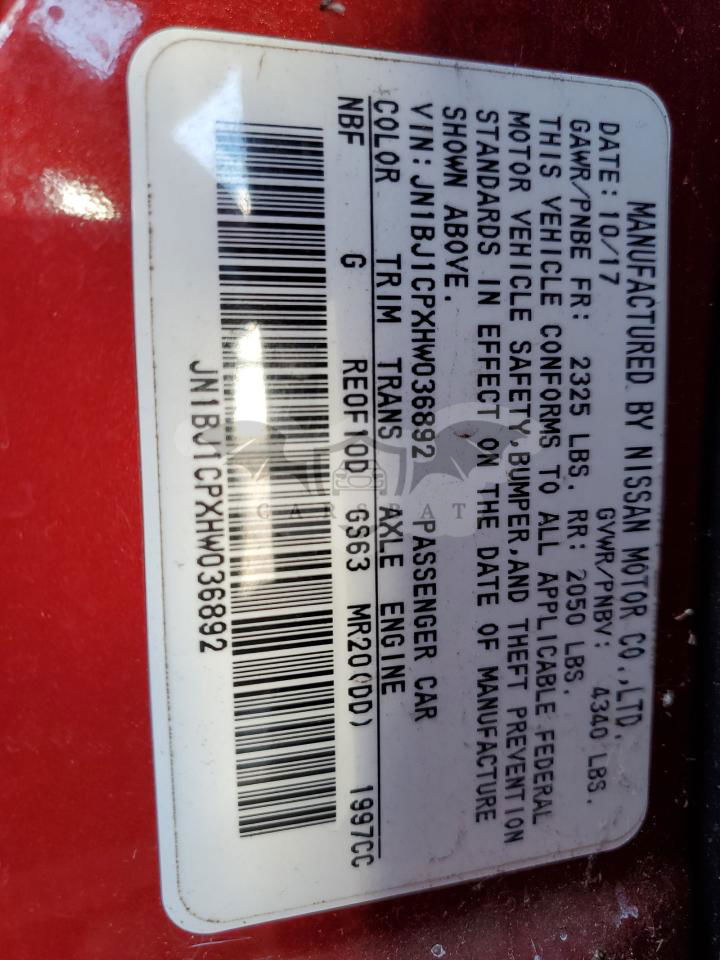 MANUFACTURED BY NISSAN MOTOR CO.,LTD.
DATE: 10/17 GVWR/PNBV: 4340 LBS.
GAWR/PNBE FR: 2325 LBS. RR: 2050 LBS.
THIS VEHICLE CONFORMS TO ALL APPLICABLE FEDERAL
MOTOR VEHICLE SAFETY,BUMPER,AND THEFT PREVENTION
STANDARDS IN EFFECT ON THE DATE OF MANUFACTURE
SHOWN ABOVE.
VIN:JN1BJ1CPXHW036892 PASSENGER CAR
COLOR TRIM TRANS AXLE ENGINE
NBF G RE0F10D GS63 MR20(DD) 1997CC
JN1BJ1CPXHW036892
GARSBAT